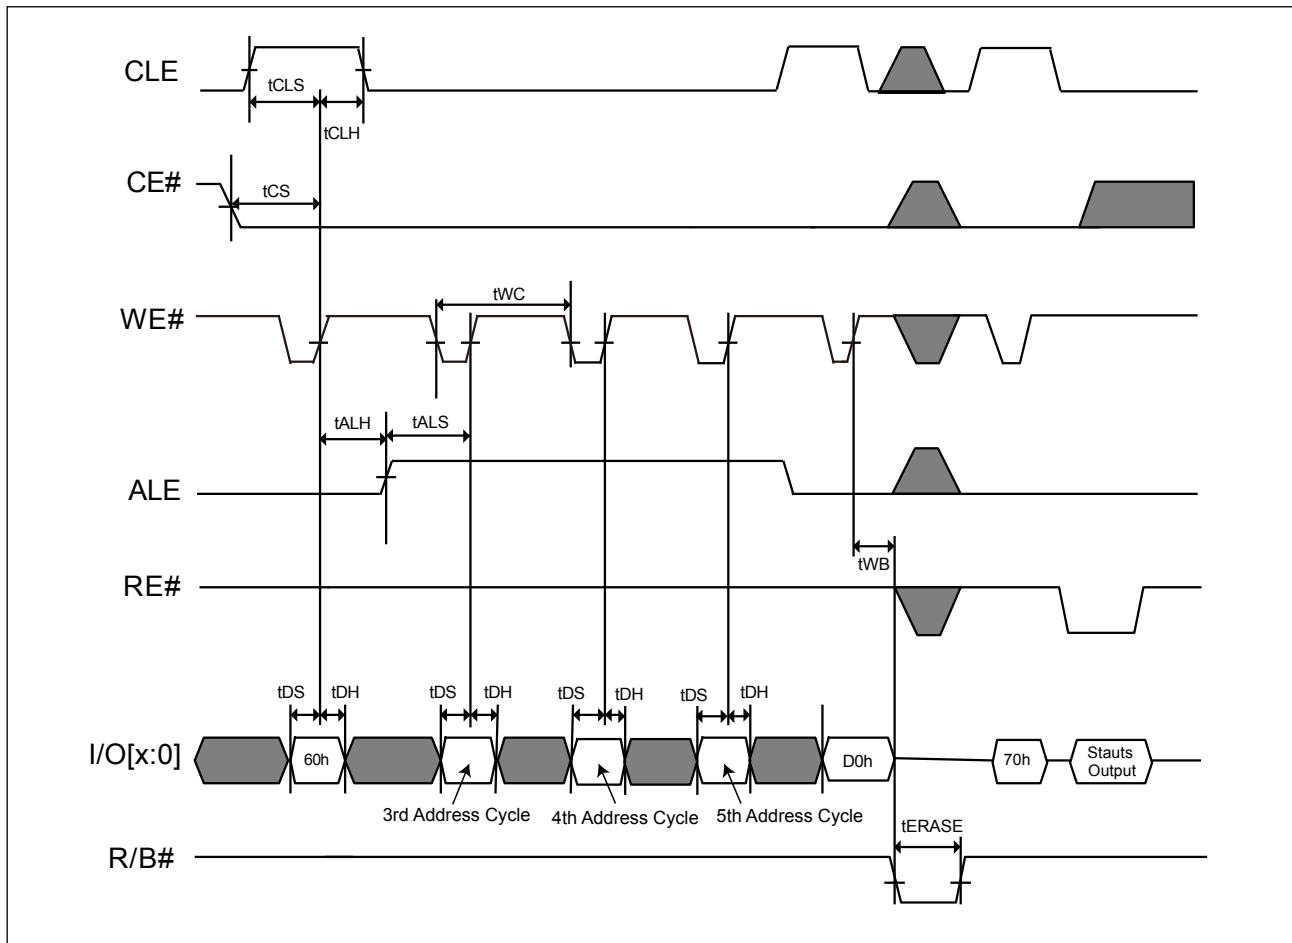 CLE
tCLS
tCLH
CE#
tCS
WE#
tWC
tALH
tALS
ALE
tWB
RE#
tDS
tDH
tDS
tDH
tDS
tDH
tDS
tDH
I/O[x:0]
60h
D0h
70h
Stauts
Output
3rd Address Cycle
4th Address Cycle
5th Address Cycle
tERASE
R/B#